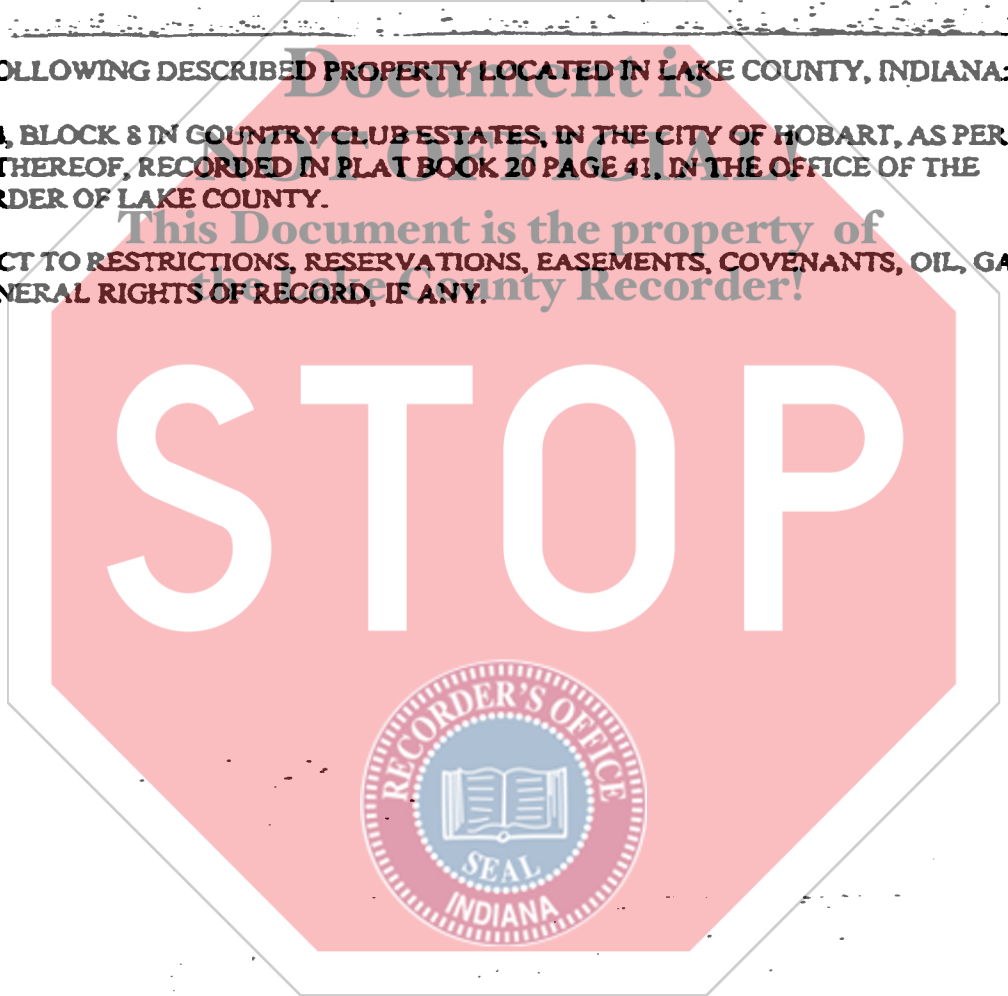 OLLOWING DESCRIBED PROPERTY LOCATED IN LAKE COUNTY, INDIANA:
Document is
, BLOCK 8 IN COUNTRY CLUB ESTATES, IN THE CITY OF HOBART, AS PER
NOT OFFICIAL!
THEREOF, RECORDED IN PLAT BOOK 20 PAGE 41, IN THE OFFICE OF THE
RDER OF LAKE COUNTY.
This Document is the property of
CT TO RESTRICTIONS, RESERVATIONS, EASEMENTS, COVENANTS, OIL, GA
the Lake County Recorder!
NERAL RIGHTS OF RECORD, IF ANY.
STOP
RECORDER'S OFFICE
SEAL
INDIANA